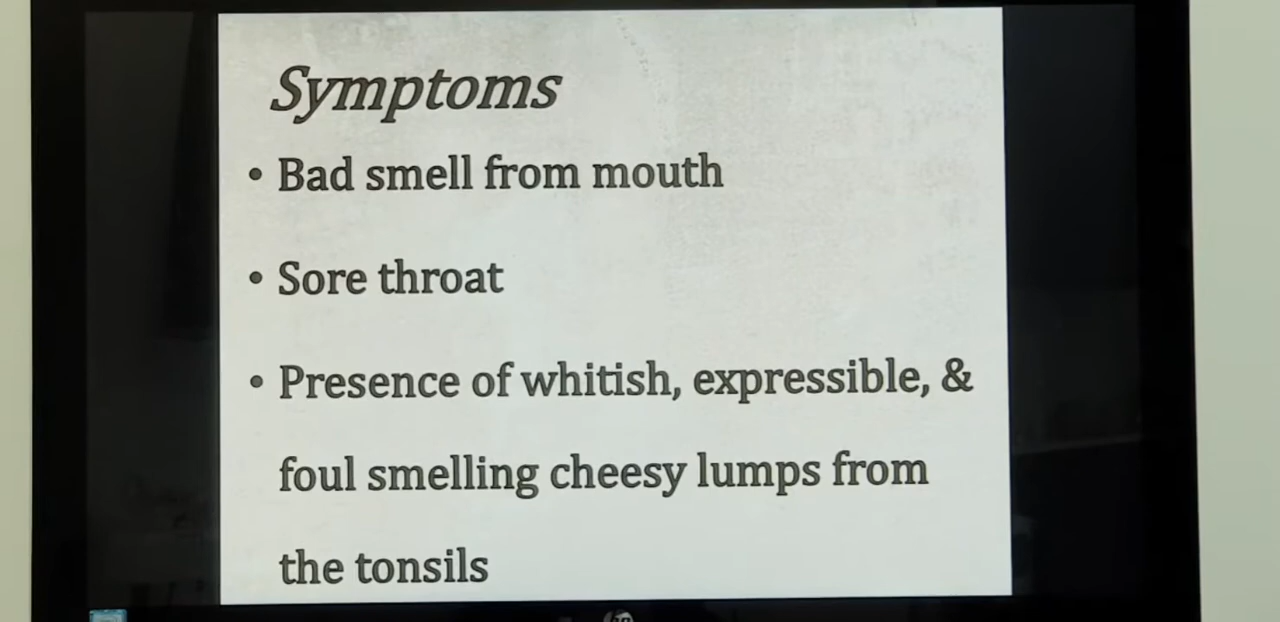 Symptoms
• Bad smell from mouth
• Sore throat
• Presence of whitish, expressible, &
foul smelling cheesy lumps from
the tonsils